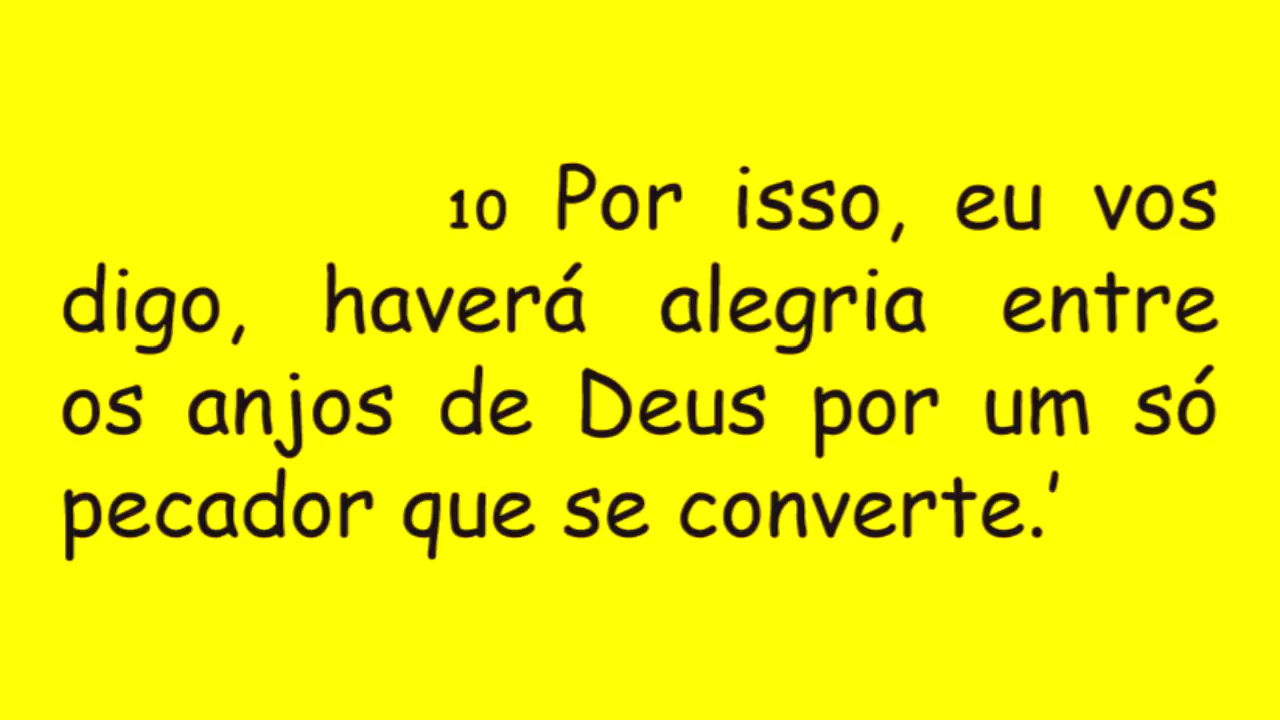 10 Por isso, eu vos
digo, haverá alegria entre
os anjos de Deus por um só
pecador que se converte.’